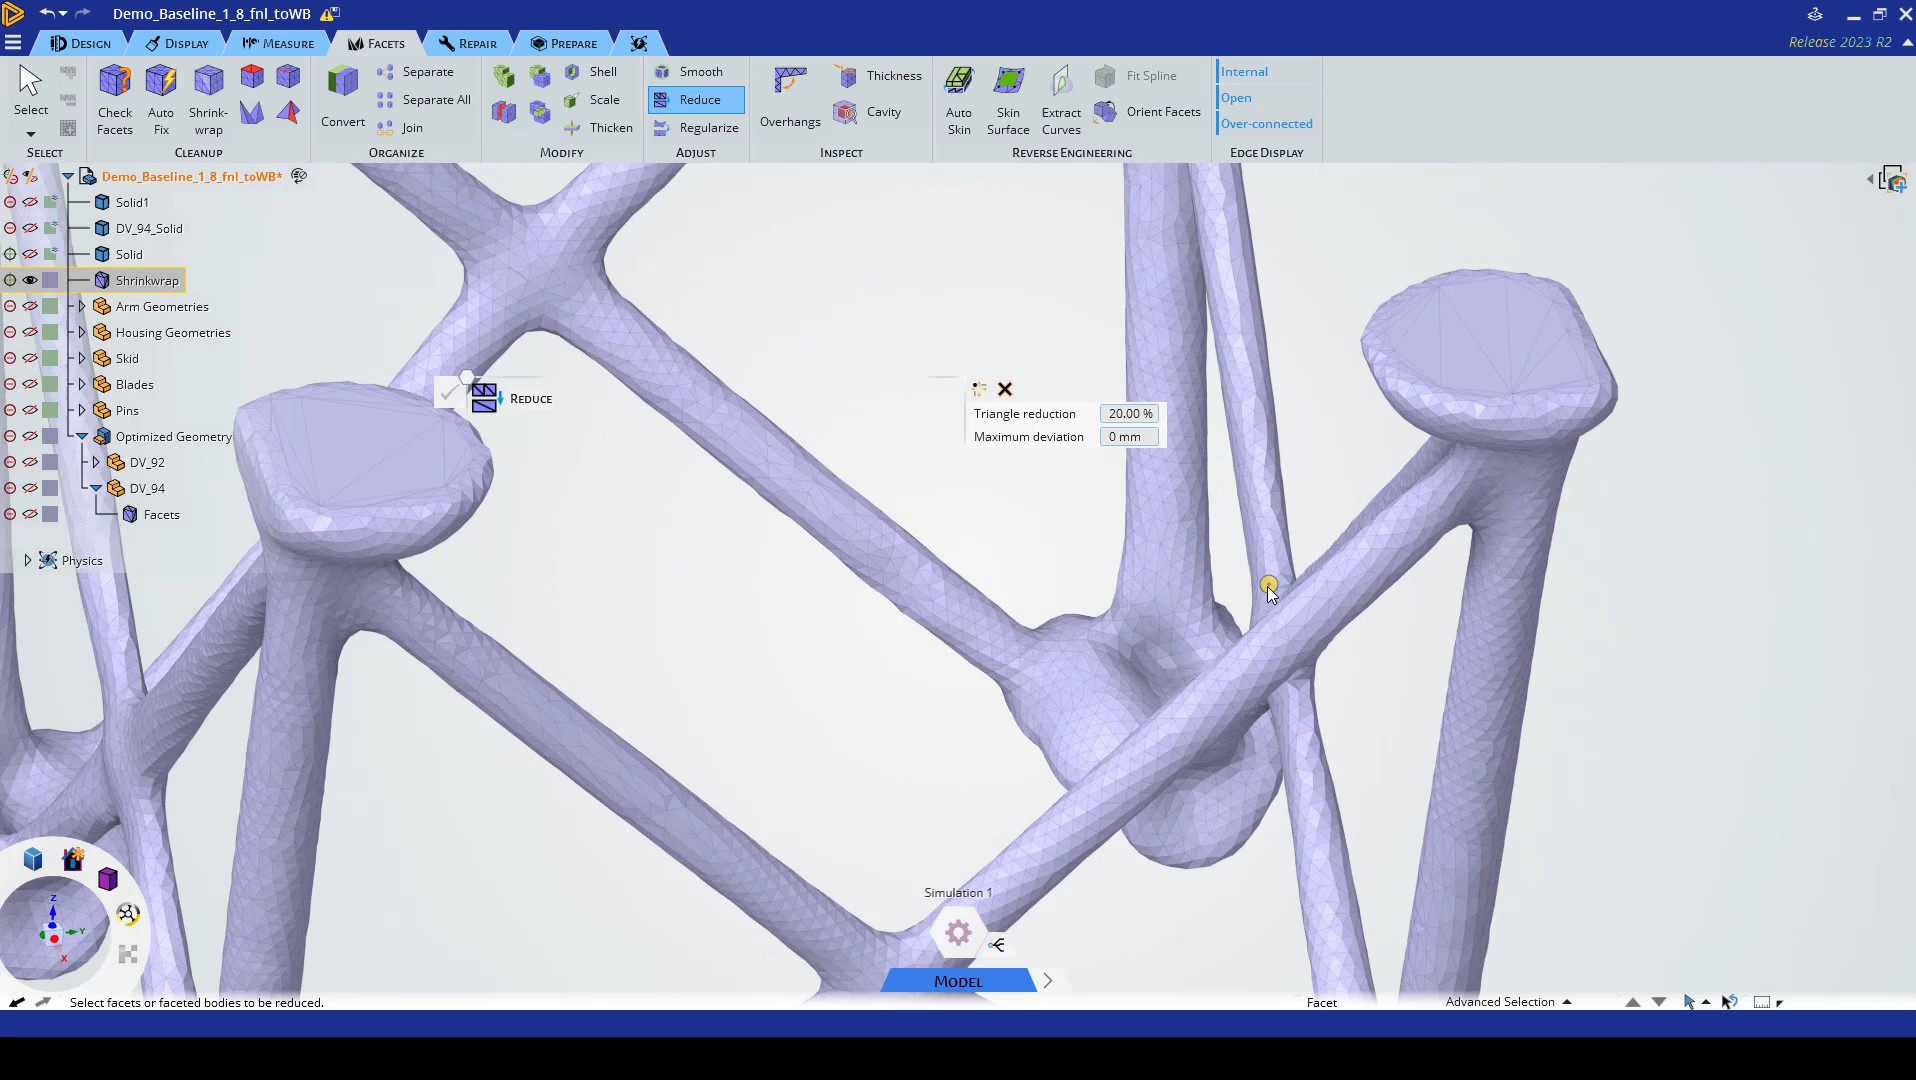 Demo_Baseline_1_8_fnl_toWB
DESIGN
DISPLAY
MEASURE
FACETS
REPAIR
PREPARE
Release 2023 R2
Select
Check Facets
Auto Fix
Shrink-wrap
Convert
Separate
Separate All
Join
Shell
Scale
Thicken
Smooth
Reduce
Regularize
Overhangs
Thickness
Cavity
Auto Skin
Skin Surface
Extract Curves
Fit Spline
Orient Facets
Internal
Open
Over-connected
SELECT
CLEANUP
ORGANIZE
MODIFY
ADJUST
INSPECT
REVERSE ENGINEERING
EDGE DISPLAY
Demo_Baseline_1_8_fnl_toWB*
Solid1
DV_94_Solid
Solid
Shrinkwrap
Arm Geometries
Housing Geometries
Skid
Blades
Pins
Optimized Geometry
DV_92
DV_94
Facets
Physics
REDUCE
Triangle reduction 20.00 %
Maximum deviation 0 mm
Simulation 1
MODEL
Z
Y
X
Select facets or faceted bodies to be reduced.
Facet
Advanced Selection